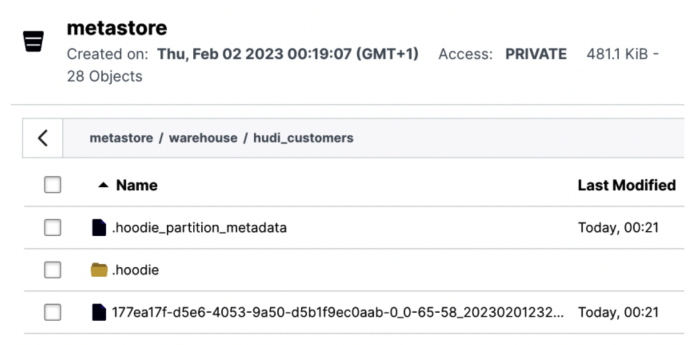 metastore
Created on: Thu, Feb 02 2023 00:19:07 (GMT+1) Access: PRIVATE 481.1 KiB -
28 Objects
metastore / warehouse / hudi_customers
Name Last Modified
.hoodie_partition_metadata Today, 00:21
.hoodie
177ea17f-d5e6-4053-9a50-d5b1f9ec0aab-0_0-65-58_20230201232... Today, 00:21